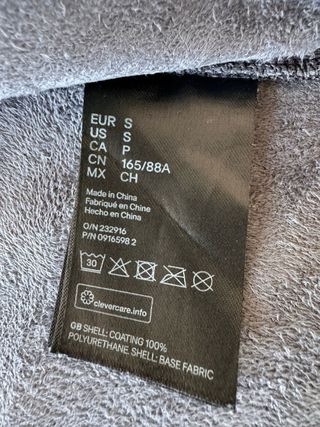 EUR S
US S
CA P
CN 165/88A
MX CH
Made in China
Fabriqué en Chine
Hecho en China
O/N 232916
P/N 0916598 2
30
clevercare.info
GB SHELL: COATING 100%
POLYURETHANE. SHELL: BASE FABRIC